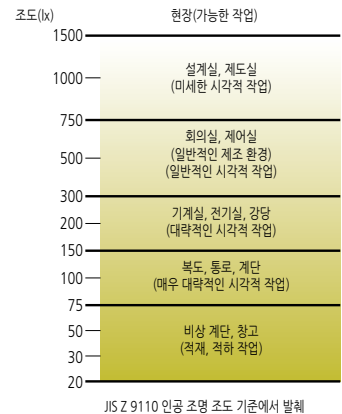 조도(lx) 현장(가능한 작업)
1500
1000
설계실, 제도실
(미세한 시각적 작업)
750
회의실, 제어실
500
(일반적인 제조 환경)
(일반적인 시각적 작업)
300
기계실, 전기실, 강당
200
(대략적인 시각적 작업)
150
복도, 통로, 계단
100
(매우 대략적인 시각적 작업)
75
50
비상 계단, 창고
(적재, 적하 작업)
30
20
JIS Z 9110 인공 조명 조도 기준에서 발췌